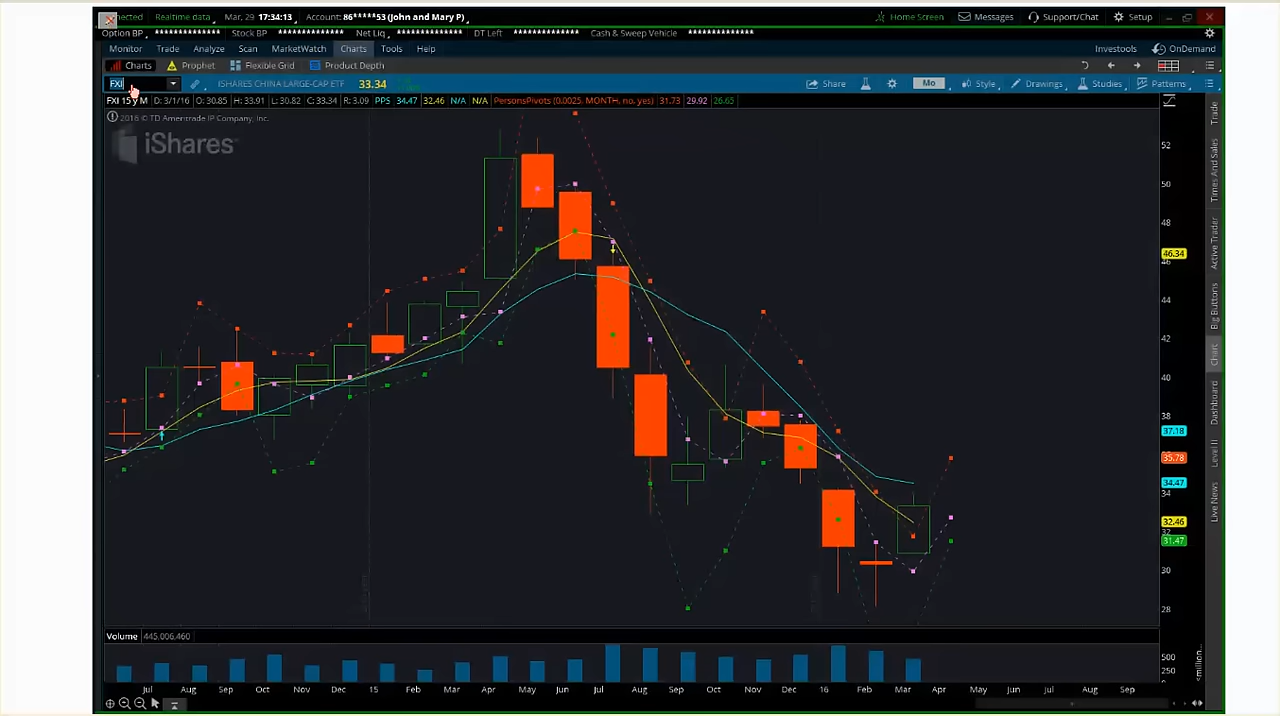 Realtime data Mar, 29 17:34:13 Account: 86****53 (John and Mary P) Home Screen Messages Support/Chat Setup
Option BP ************** Stock BP ************** Net Liq ************** DT Left ************** Cash & Sweep Vehicle **************
Monitor Trade Analyze Scan MarketWatch Charts Tools Help Investools OnDemand
Charts Prophet Flexible Grid Product Depth
FXI ISHARES CHINA LARGE-CAP ETF 33.34 Share Mo Style Drawings Studies Patterns
FXI 15 y M D: 3/1/16 O: 30.85 H: 33.91 L: 30.82 C: 33.34 R: 3.09 PPS 34.47 32.46 N/A N/A PersonsPivots (0.0025, MONTH, no, yes) 31.73 29.92 26.65
2016 © TD Ameritrade IP Company, Inc.
iShares
52
50
48
46.34
44
42
40
38
37.18
35.78
34.47
34
32.46
31.47
30
28
Trade
Times And Sales
Active Trader
Big Buttons
Chart
Dashboard
Level II
Live News
Volume 445,006,460
500
250
Jul Aug Sep Oct Nov Dec 15 Feb Mar Apr May Jun Jul Aug Sep Oct Nov Dec 16 Feb Mar Apr May Jun Jul Aug Sep